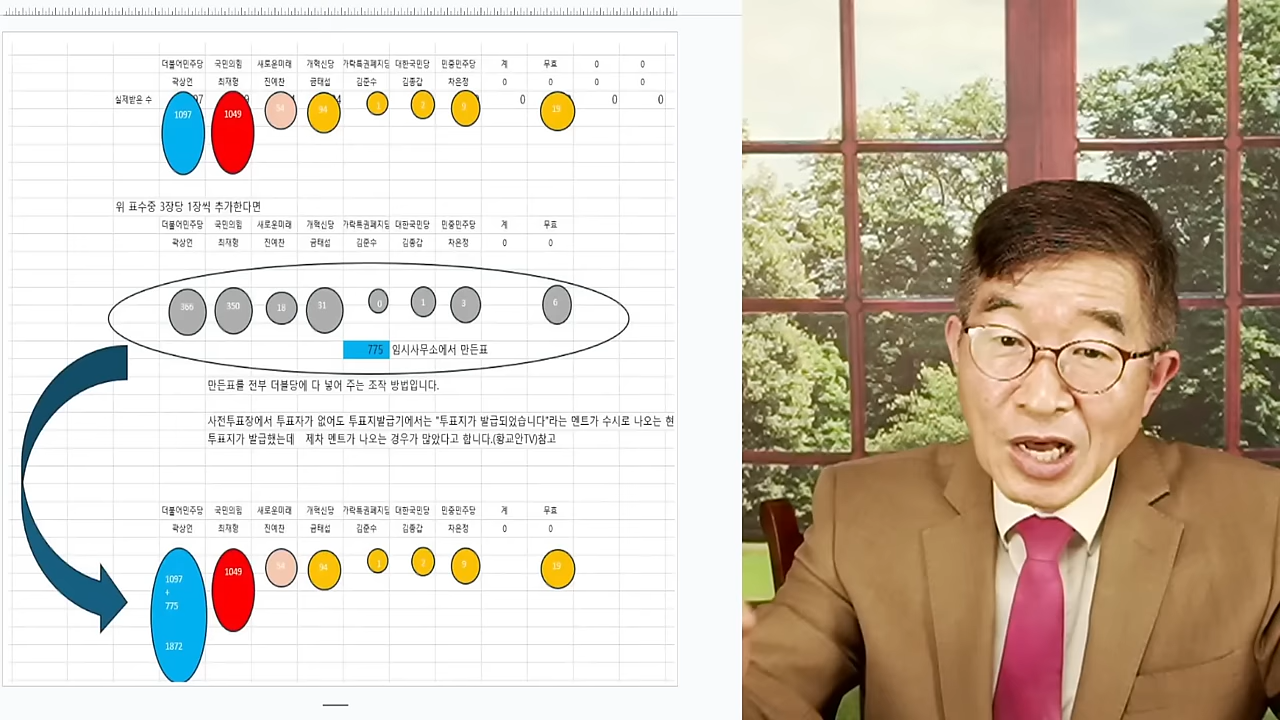 더불어민주당 국민의힘 새로운미래 개혁신당 가락특권폐지당 대한국민당 민중민주당 계 무효 0 0
곽상언 최재형 진예찬 금태섭 김준수 김종갑 차은정 0 0 0 0
실제받은 수 0 0 0
1097 1049 54 94 1 2 9 19
위 표수중 3장당 1장씩 추가한다면
더불어민주당 국민의힘 새로운미래 개혁신당 가락특권폐지당 대한국민당 민중민주당 계 무효
곽상언 최재형 진예찬 금태섭 김준수 김종갑 차은정 0 0
366 350 18 31 0 1 3 6
775 임시사무소에서 만든표
만든표를 전부 더불당에 다 넣어 주는 조작 방법입니다.
사전투표장에서 투표자가 없어도 투표지발급기에서는 "투표지가 발급되었습니다"라는 멘트가 수시로 나오는 현
투표지가 발급했는데 제차 멘트가 나오는 경우가 많았다고 합니다.(황교안TV)참고
더불어민주당 국민의힘 새로운미래 개혁신당 가락특권폐지당 대한국민당 민중민주당 계 무효
곽상언 최재형 진예찬 금태섭 김준수 김종갑 차은정 0 0
1097 1049 54 94 1 2 9 19
+
775
1872